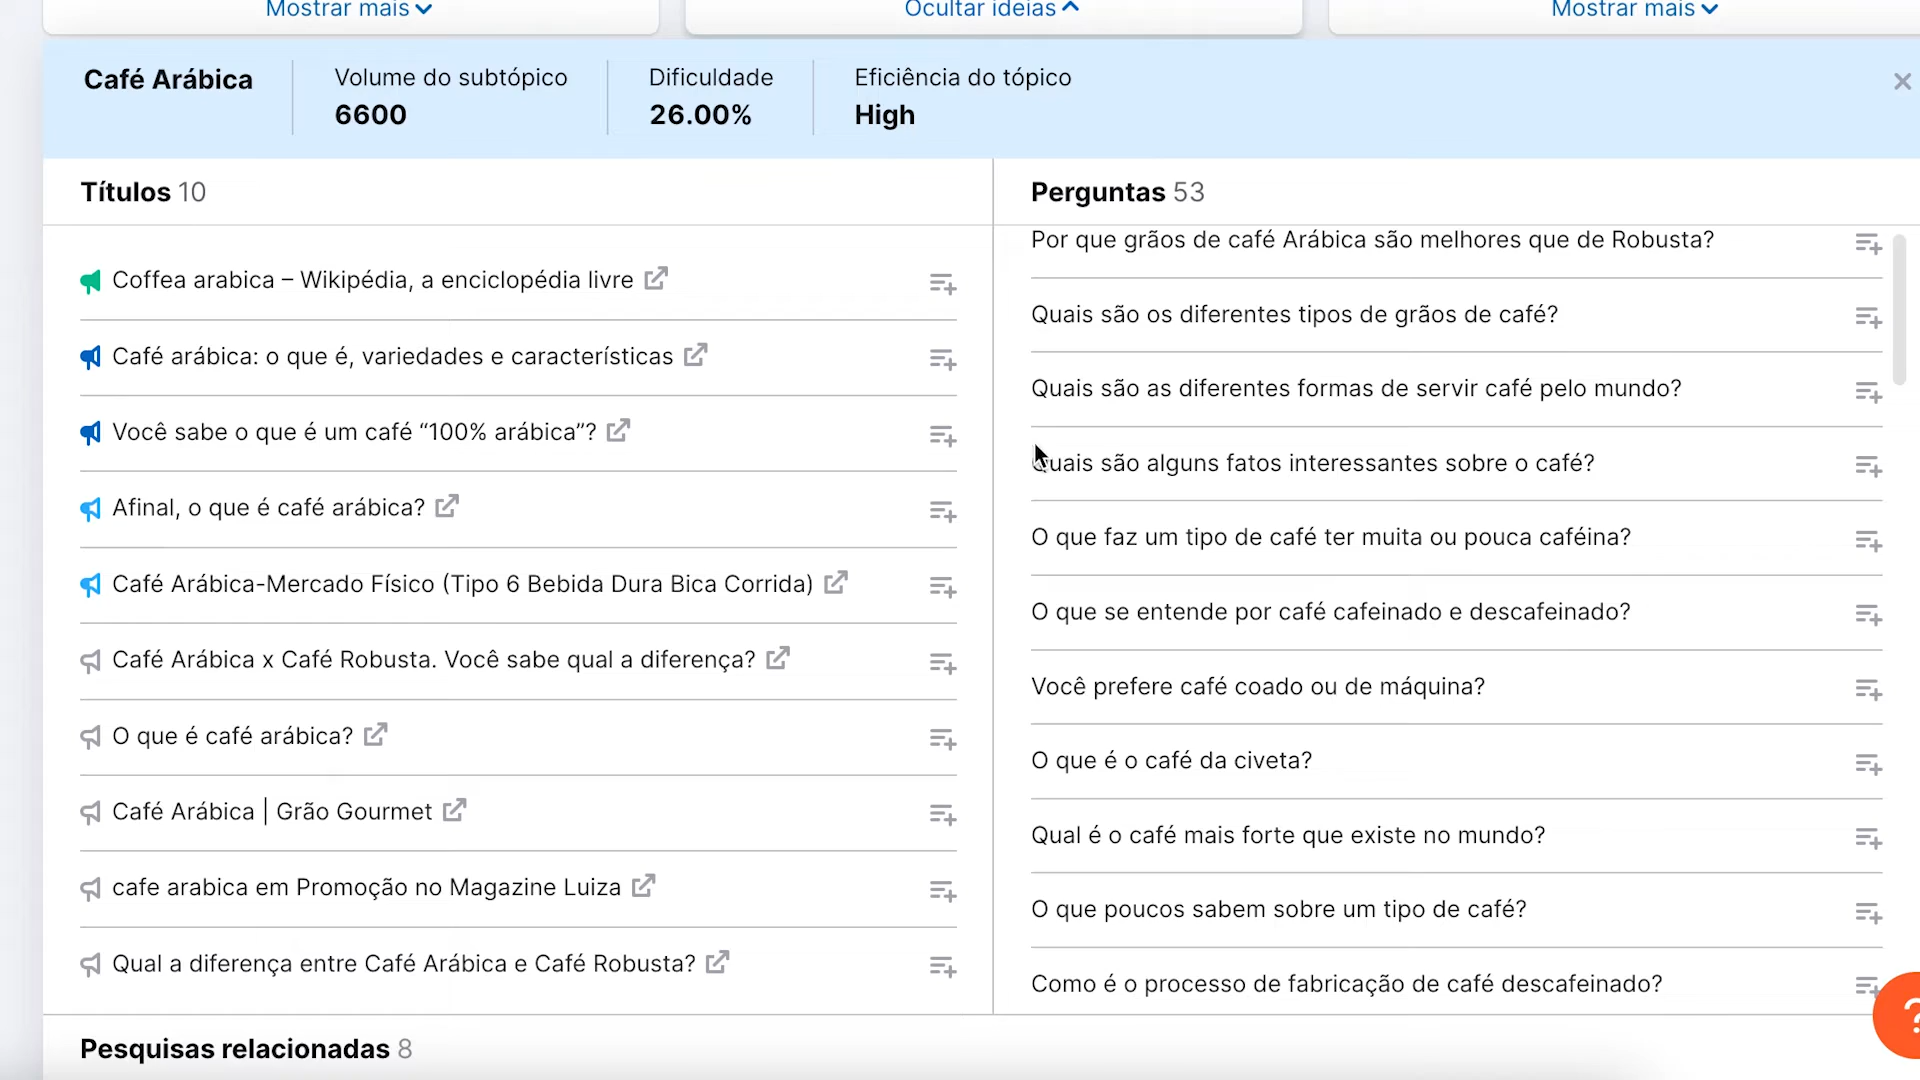 Mostrar mais
Ocultar ideias
Mostrar mais
Café Arábica
Volume do subtópico
6600
Dificuldade
26.00%
Eficiência do tópico
High
Títulos 10
Coffea arabica – Wikipédia, a enciclopédia livre
Café arábica: o que é, variedades e características
Você sabe o que é um café “100% arábica”?
Afinal, o que é café arábica?
Café Arábica-Mercado Físico (Tipo 6 Bebida Dura Bica Corrida)
Café Arábica x Café Robusta. Você sabe qual a diferença?
O que é café arábica?
Café Arábica | Grão Gourmet
cafe arabica em Promoção no Magazine Luiza
Qual a diferença entre Café Arábica e Café Robusta?
Perguntas 53
Por que grãos de café Arábica são melhores que de Robusta?
Quais são os diferentes tipos de grãos de café?
Quais são as diferentes formas de servir café pelo mundo?
Quais são alguns fatos interessantes sobre o café?
O que faz um tipo de café ter muita ou pouca caféina?
O que se entende por café cafeinado e descafeinado?
Você prefere café coado ou de máquina?
O que é o café da civeta?
Qual é o café mais forte que existe no mundo?
O que poucos sabem sobre um tipo de café?
Como é o processo de fabricação de café descafeinado?
?
Pesquisas relacionadas 8